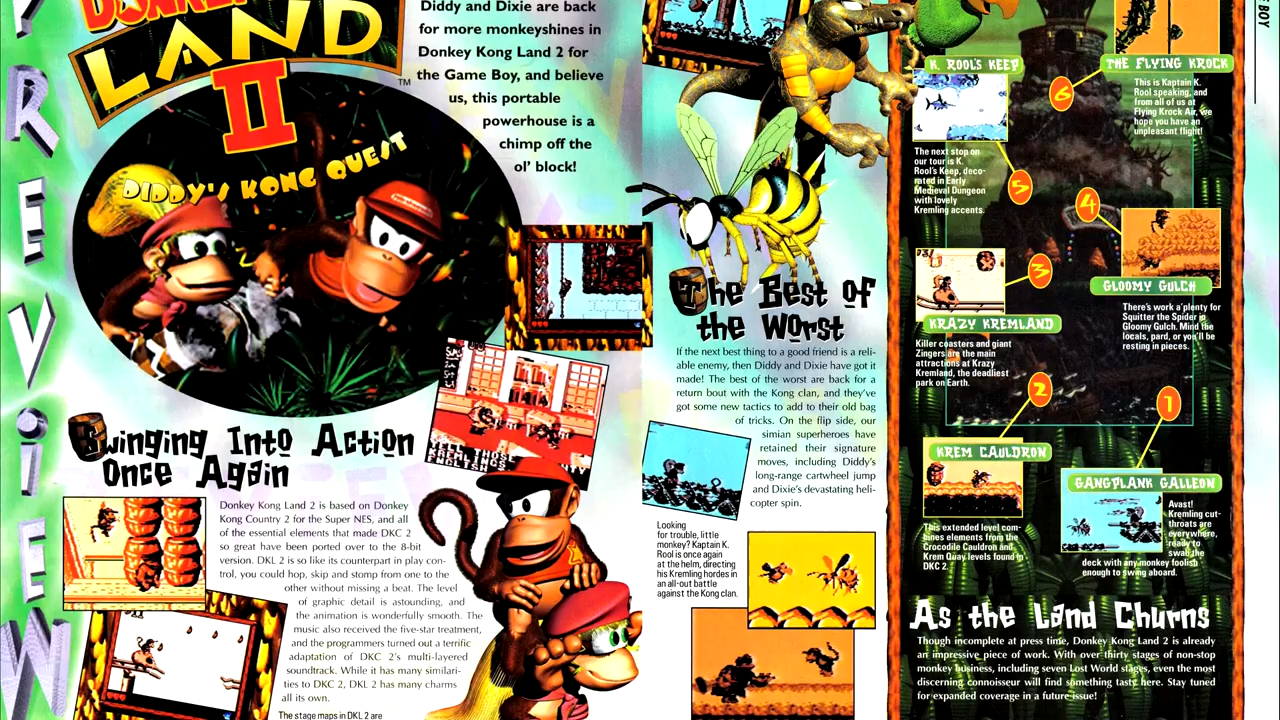 PREVIEW
DONKEY
LAND
II
TM
DIDDY'S KONG QUEST
Diddy and Dixie are back
for more monkeyshines in
Donkey Kong Land 2 for
the Game Boy, and believe
us, this portable
powerhouse is a
chimp off the
ol' block!
Swinging Into Action
Once Again
Donkey Kong Land 2 is based on Donkey
Kong Country 2 for the Super NES, and all
of the essential elements that made DKC 2
so great have been ported over to the 8-bit
version. DKL 2 is so like its counterpart in play con-
trol, you could hop, skip and stomp from one to the
other without missing a beat. The level
of graphic detail is astounding, and
the animation is wonderfully smooth. The
music also received the five-star treatment,
and the programmers turned out a terrific
adaptation of DKC 2's multi-layered
soundtrack. While it has many similari-
ties to DKC 2, DKL 2 has many charms
all its own.
The stage maps in DKL 2 are
The Best of
the Worst
If the next best thing to a good friend is a reli-
able enemy, then Diddy and Dixie have got it
made! The best of the worst are back for a
return bout with the Kong clan, and they've
got some new tactics to add to their old bag
of tricks. On the flip side, our
simian superheroes have
retained their signature
moves, including Diddy's
long-range cartwheel jump
and Dixie's devastating heli-
copter spin.
Looking
for trouble, little
monkey? Kaptain K.
Rool is once again
at the helm, directing
his Kremling hordes in
an all-out battle
against the Kong clan.
BOY
K. ROOL'S KEEP
The next stop on
our tour is K.
Rool's Keep, deco-
rated in Early
Medieval Dungeon
with lovely
Kremling accents.
THE FLYING KROCK
This is Kaptain K.
Rool speaking, and
from all of us at
Flying Krock Air, we
hope you have an
unpleasant flight!
6
5
4
3
2
1
KRAZY KREMLAND
Killer coasters and giant
Zingers are the main
attractions at Krazy
Kremland, the deadliest
park on Earth.
GLOOMY GULCH
There's work a'plenty for
Squitter the Spider in
Gloomy Gulch. Mind the
locals, pard, or you'll be
resting in pieces.
KREM CAULDRON
This extended level com-
bines elements from the
Crocodile Cauldron and
Krem Quay levels found in
DKC 2.
GANGPLANK GALLEON
Avast!
Kremling cut-
throats are
everywhere,
ready to
swab the
deck with any monkey foolish
enough to swing aboard.
As the Land Churns
Though incomplete at press time, Donkey Kong Land 2 is already
an impressive piece of work. With over thirty stages of non-stop
monkey business, including seven Lost World stages, even the most
discerning connoisseur will find something tasty here. Stay tuned
for expanded coverage in a future issue!